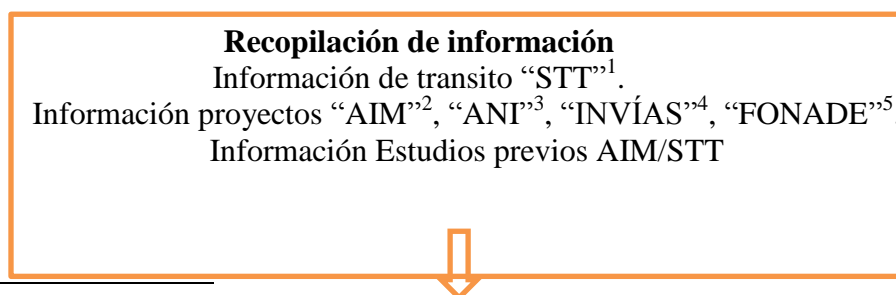 Recopilación de información
Información de transito “STT”¹.
Información proyectos “AIM”², “ANI”³, “INVÍAS”⁴, “FONADE”⁵.
Información Estudios previos AIM/STT